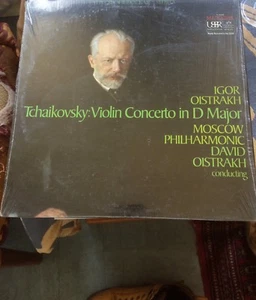 IGOR
OISTRAKH
Tchaikovsky: Violin Concerto in D Major
MOSCOW
PHILHARMONIC
DAVID
OISTRAKH
conducting